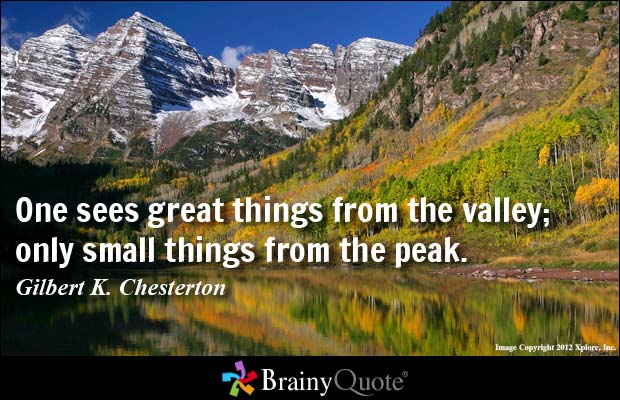 One sees great things from the valley;
only small things from the peak.
Gilbert K. Chesterton
Image Copyright 2012 Xplore, Inc.
BrainyQuote®